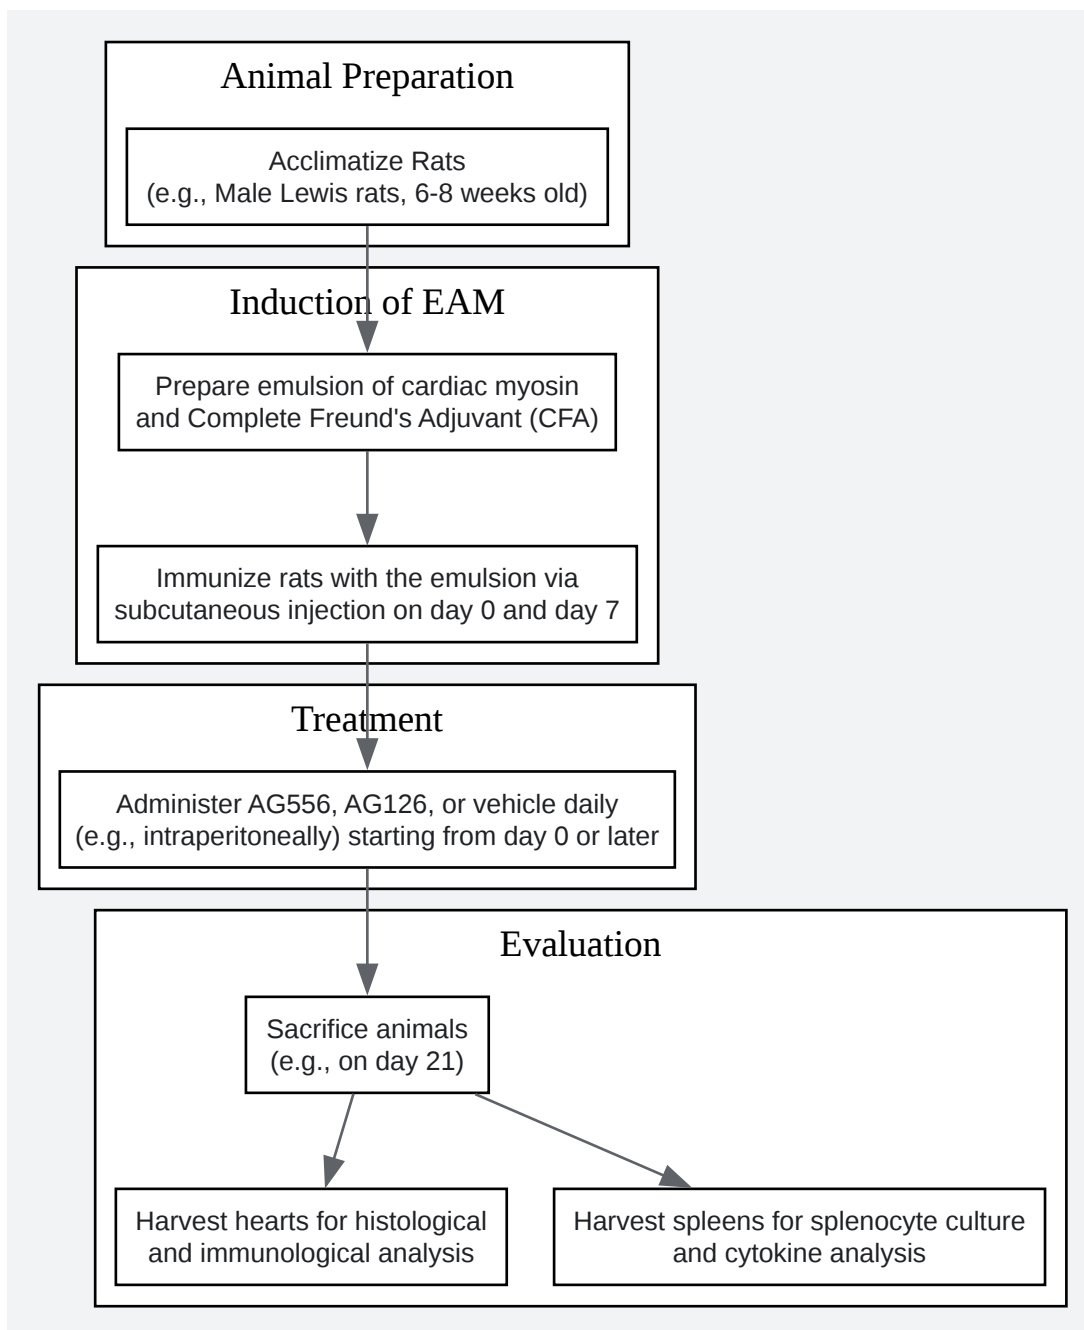 Animal Preparation
Acclimatize Rats
(e.g., Male Lewis rats, 6-8 weeks old)
Induction of EAM
Prepare emulsion of cardiac myosin
and Complete Freund's Adjuvant (CFA)
Immunize rats with the emulsion via
subcutaneous injection on day 0 and day 7
Treatment
Administer AG556, AG126, or vehicle daily
(e.g., intraperitoneally) starting from day 0 or later
Evaluation
Sacrifice animals
(e.g., on day 21)
Harvest hearts for histological
and immunological analysis
Harvest spleens for splenocyte culture
and cytokine analysis